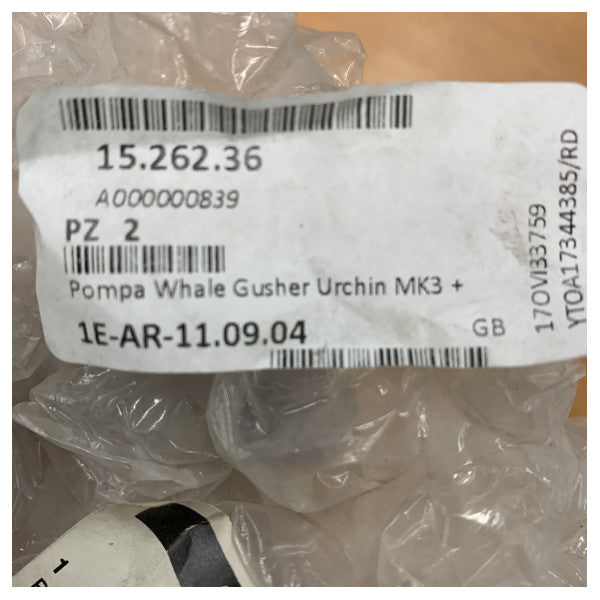 15.262.36
A000000839
PZ 2
Pompa Whale Gusher Urchin MK3 +
1E-AR-11.09.04
GB
17OVI33759
YT0A17344385/RD